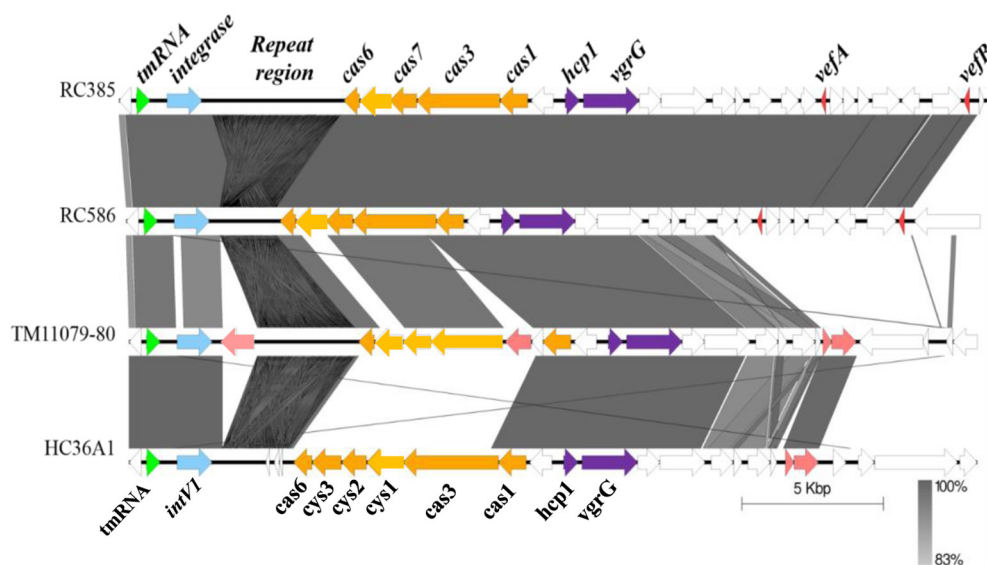 tmRNA integrase Repeat region cas6 cas7 cas3 cas1 hcp1 vgrG vefA vefB
RC385
RC586
TM11079-80
HC36A1
tmRNA intV1 cas6 cys3 cys2 cys1 cas3 cas1 hcp1 vgrG
5 Kbp
100%
83%